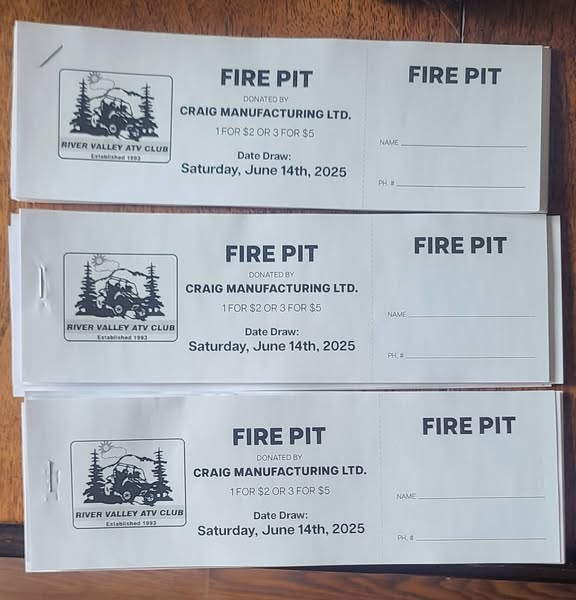 FIRE PIT
DONATED BY
CRAIG MANUFACTURING LTD.
1 FOR $2 OR 3 FOR $5
Date Draw:
Saturday, June 14th, 2025
RIVER VALLEY ATV CLUB
Established 1993
FIRE PIT
NAME
PH. #
FIRE PIT
DONATED BY
CRAIG MANUFACTURING LTD.
1 FOR $2 OR 3 FOR $5
Date Draw:
Saturday, June 14th, 2025
RIVER VALLEY ATV CLUB
Established 1993
FIRE PIT
NAME
PH. #
FIRE PIT
DONATED BY
CRAIG MANUFACTURING LTD.
1 FOR $2 OR 3 FOR $5
Date Draw:
Saturday, June 14th, 2025
RIVER VALLEY ATV CLUB
Established 1993
FIRE PIT
NAME
PH. #